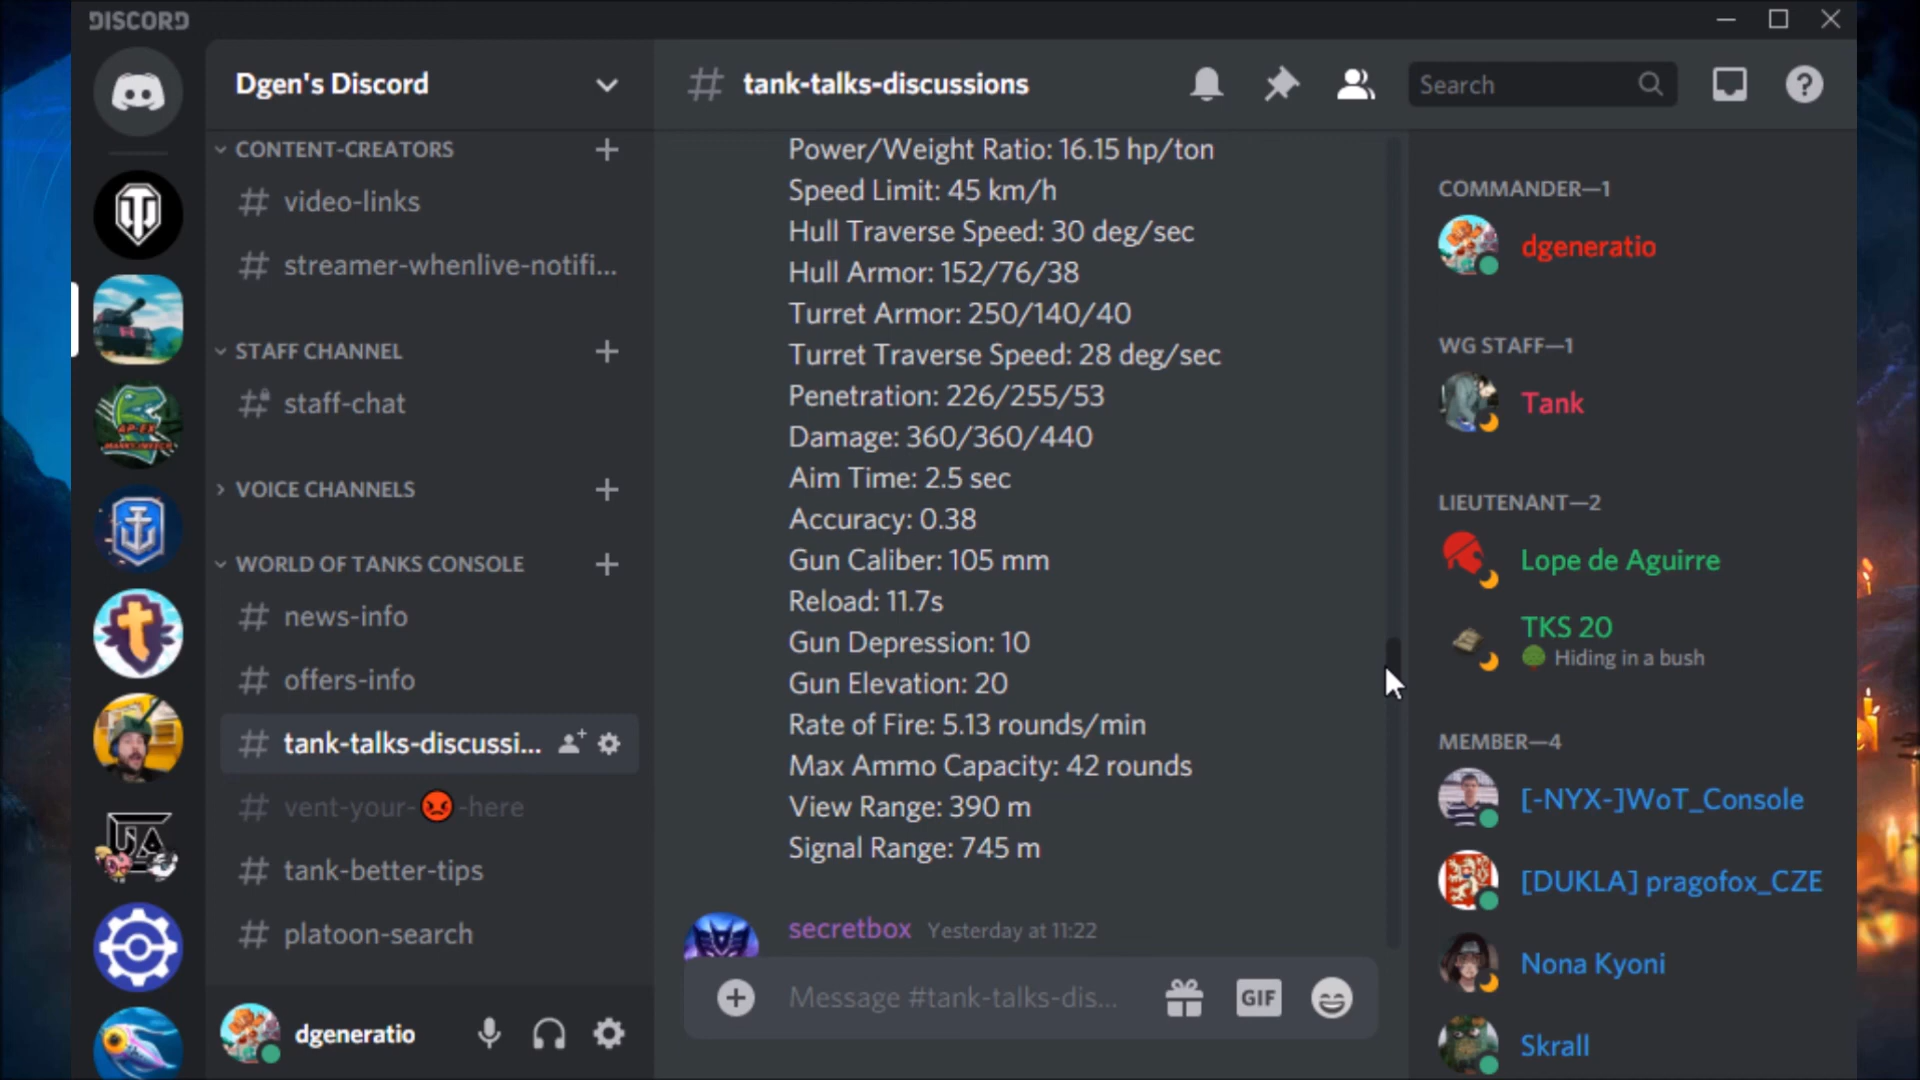 DISCORD
Dgen's Discord
CONTENT-CREATORS
video-links
streamer-whenlive-notifi...
STAFF CHANNEL
staff-chat
VOICE CHANNELS
WORLD OF TANKS CONSOLE
news-info
offers-info
tank-talks-discussi...
vent-your-😡-here
tank-better-tips
platoon-search
dgeneratio
tank-talks-discussions
Search
Power/Weight Ratio: 16.15 hp/ton
Speed Limit: 45 km/h
Hull Traverse Speed: 30 deg/sec
Hull Armor: 152/76/38
Turret Armor: 250/140/40
Turret Traverse Speed: 28 deg/sec
Penetration: 226/255/53
Damage: 360/360/440
Aim Time: 2.5 sec
Accuracy: 0.38
Gun Caliber: 105 mm
Reload: 11.7s
Gun Depression: 10
Gun Elevation: 20
Rate of Fire: 5.13 rounds/min
Max Ammo Capacity: 42 rounds
View Range: 390 m
Signal Range: 745 m
secretbox Yesterday at 11:22
Message #tank-talks-dis...
GIF
COMMANDER—1
dgeneratio
WG STAFF—1
Tank
LIEUTENANT—2
Lope de Aguirre
TKS 20
Hiding in a bush
MEMBER—4
[-NYX-]WoT_Console
[DUKLA] pragofox_CZE
Nona Kyoni
Skrall